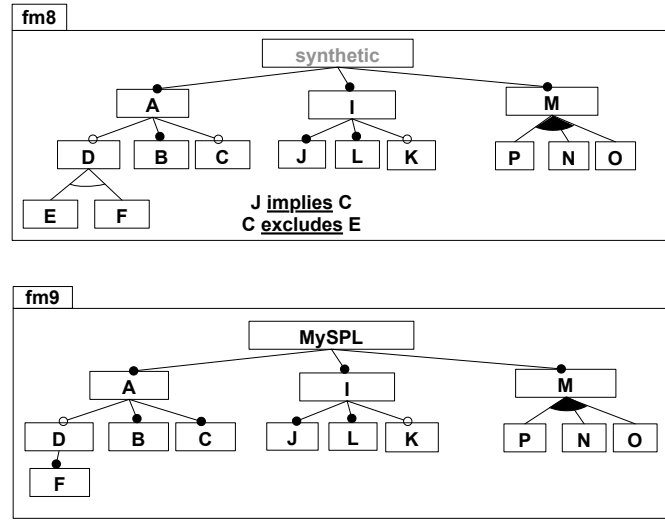 fm8
synthetic
A I M
D B C J L K P N O
E F
J implies C
C excludes E
fm9
MySPL
A I M
D B C J L K P N O
F